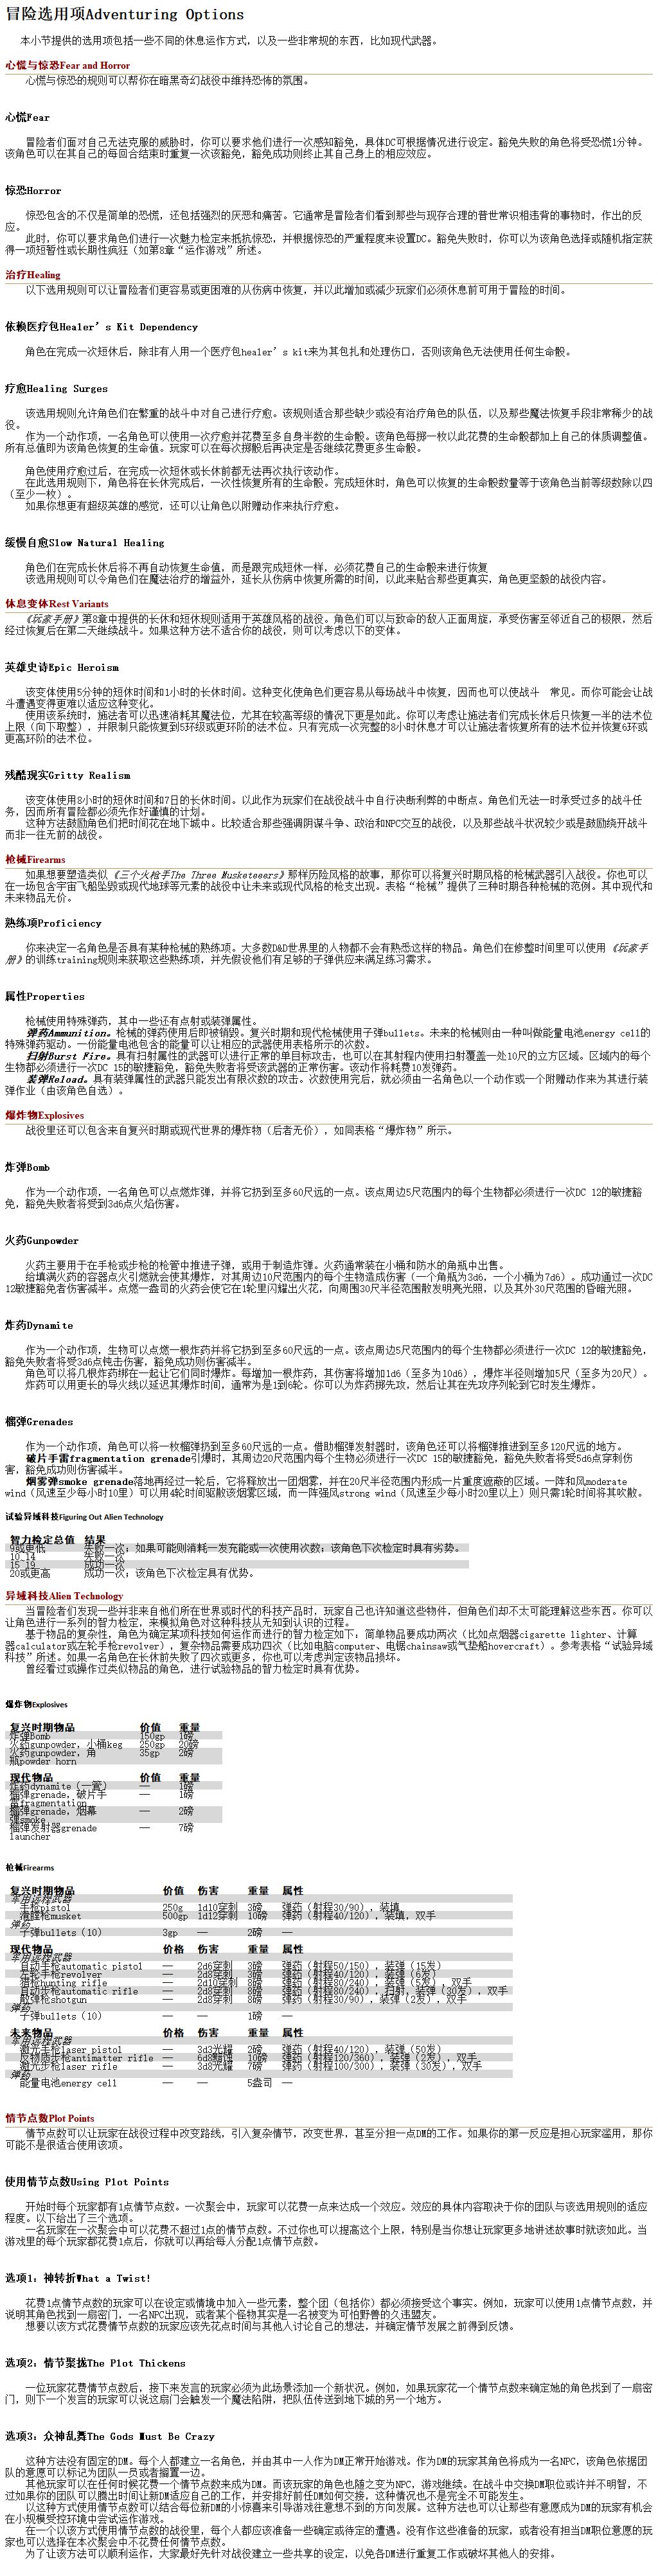 冒险选用项Adventuring Options
本小节提供的选用项包括一些不同的休息运作方式，以及一些非常规的东西，比如现代武器。
心慌与惊恐Fear and Horror
心慌与惊恐的规则可以帮你在暗黑奇幻战役中维持恐怖的氛围。
心慌Fear
冒险者们面对自己无法克服的威胁时，你可以要求他们进行一次感知豁免，具体DC可根据情况进行设定。豁免失败的角色将受恐慌1分钟。
该角色可以在其自己的每回合结束时重复一次该豁免，豁免成功则终止其自己身上的相应效应。
惊恐Horror
惊恐包含的不仅是简单的恐慌，还包括强烈的厌恶和痛苦。它通常是冒险者们看到那些与现存合理的普世常识相违背的事物时，作出的反
应。
此时，你可以要求角色们进行一次魅力检定来抵抗惊恐，并根据惊恐的严重程度来设置DC。豁免失败时，你可以为该角色选择或随机指定获
得一项短暂性或长期性疯狂（如第8章“运作游戏”所述。
治疗Healing
以下选用规则可以让冒险者们更容易或更困难的从伤病中恢复，并以此增加或减少玩家们必须休息前可用于冒险的时间。
依赖医疗包Healer’s Kit Dependency
角色在完成一次短休后，除非有人用一个医疗包healer’s kit来为其包扎和处理伤口，否则该角色无法使用任何生命骰。
疗愈Healing Surges
该选用规则允许角色们在繁重的战斗中对自己进行疗愈。该规则适合那些缺少或没有治疗角色的队伍，以及那些魔法恢复手段非常稀少的战
役。
作为一个动作项，一名角色可以使用一次疗愈并花费至多自身半数的生命骰。该角色每掷一枚以此花费的生命骰都加上自己的体质调整值。
所有总值即为该角色恢复的生命值。玩家可以在每次掷骰后再决定是否继续花费更多生命骰。
角色使用疗愈过后，在完成一次短休或长休前都无法再次执行该动作。
在此选用规则下，角色将在长休完成后，一次性恢复所有的生命骰。完成短休时，角色可以恢复的生命骰数量等于该角色当前等级数除以四
（至少一枚）。
如果你想更有超级英雄的感觉，还可以让角色以附赠动作来执行疗愈。
缓慢自愈Slow Natural Healing
角色们在完成长休后将不再自动恢复生命值，而是跟完成短休一样，必须花费自己的生命骰来进行恢复
该选用规则可以令角色们在魔法治疗的增益外，延长从伤病中恢复所需的时间，以此来贴合那些更真实，角色更坚毅的战役内容。
休息变体Rest Variants
《玩家手册》第8章中提供的长休和短休规则适用于英雄风格的战役。角色们可以与致命的敌人正面周旋，承受伤害至邻近自己的极限，然后
经过恢复后在第二天继续战斗。如果这种方法不适合你的战役，则可以考虑以下的变体。
英雄史诗Epic Heroism
该变体使用5分钟的短休时间和1小时的长休时间。这种变化使角色们更容易从每场战斗中恢复，因而也可以使战斗 常见。而你可能会让战
斗遭遇变得更难以适应这种变化。
使用该系统时，施法者可以迅速消耗其魔法位，尤其在较高等级的情况下更是如此。你可以考虑让施法者们完成长休后只恢复一半的法术位
上限（向下取整），并限制只能恢复到5环级或更环阶的法术位。只有完成一次完整的8小时休息才可以让施法者恢复所有的法术位并恢复6环或
更高环阶的法术位。
残酷現实Gritty Realism
该变体使用8小时的短休时间和7日的长休时间。以此作为玩家们在战役战斗中自行决断利弊的中断点。角色们无法一时承受过多的战斗任
务，因而所有冒险都必须先作好谨慎的计划。
这种方法鼓励角色们把时间花在地下城中。比较适合那些强调阴谋斗争、政治和NPC交互的战役，以及那些战斗状况较少或是鼓励绕开战斗
而非一往无前的战役。
枪械Firearms
如果想要塑造类似《三个火枪手The Three Musketeeers》那样历险风格的故事，那你可以将复兴时期风格的枪械武器引入战役。你也可以
在一场包含宇宙飞船坠毁或现代地球等元素的战役中让未来或现代风格的枪支出现。表格“枪械”提供了三种时期各种枪械的范例。其中现代和
未来物品无价。
熟练项Proficiency
你来决定一名角色是否具有某种枪械的熟练项。大多数D&D世界里的人物都不会有熟悉这样的物品。角色们在修整时间里可以使用《玩家手
册》的训练training规则来获取这些熟练项，并先假设他们有足够的子弹供应来满足练习需求。
属性Properties
枪械使用特殊弹药，其中一些还有点射或装弹属性。
弹药Ammunition。枪械的弹药使用后即被销毁。复兴时期和现代枪械使用子弹bullets。未来的枪械则由一种叫做能量电池energy cell的
特殊弹药驱动。一份能量电池包含的能量可以让相应的武器使用表格所示的次数。
扫射Burst Fire。具有扫射属性的武器可以进行正常的单目标攻击，也可以在其射程内使用扫射覆盖一处10尺的立方区域。区域内的每个
生物都必须进行一次DC 15的敏捷豁免，豁免失败者将受该武器的正常伤害。该动作将耗费10发弹药。
装弹Reload。具有装弹属性的武器只能发出有限次数的攻击。次数使用完后，就必须由一名角色以一个动作或一个附赠动作来为其进行装
弹作业（由该角色自选）。
爆炸物Explosives
战役里还可以包含来自复兴时期或现代世界的爆炸物（后者无价），如同表格“爆炸物”所示。
炸弹Bomb
作为一个动作项，一名角色可以点燃炸弹，并将它扔到至多60尺远的一点。该点周边5尺范围内的每个生物都必须进行一次DC 12的敏捷豁
免，豁免失败者将受到3d6点火焰伤害。
火药Gunpowder
火药主要用于在手枪或步枪的枪管中推进子弹，或用于制造炸弹。火药通常装在小桶和防水的角瓶中出售。
给填满火药的容器点火引燃就会使其爆炸，对其周边10尺范围内的每个生物造成伤害（一个角瓶为3d6，一个小桶为7d6）。成功通过一次DC
12敏捷豁免者伤害减半。点燃一盎司的火药会使它在1轮里闪耀出火花，向周围30尺半径范围散发明亮光照，以及其外30尺范围的昏暗光照。
炸药Dynamite
作为一个动作项，生物可以点燃一根炸药并将它扔到至多60尺远的一点。该点周边5尺范围内的每个生物都必须进行一次DC 12的敏捷豁免，
豁免失败者将受3d6点钝击伤害，豁免成功则伤害减半。
角色可以将几根炸药绑在一起让它们同时爆炸。每增加一根炸药，其伤害将增加1d6（至多为10d6），爆炸半径则增加5尺（至多为20尺）。
炸药可以用更长的导火线以延迟其爆炸时间，通常为是1到6轮。你可以为炸药掷先攻，然后让其在先攻序列轮到它时发生爆炸。
榴弹Grenades
作为一个动作项，角色可以将一枚榴弹扔到至多60尺远的一点。借助榴弹发射器时，该角色还可以将榴弹推进到至多120尺远的地方。
破片手雷fragmentation grenade引爆时，其周边20尺范围内的每个生物必须进行一次DC 15的敏捷豁免，豁免失败者将受5d6点穿刺伤
害，豁免成功则伤害减半。
烟雾弹smoke grenade落地再经过一轮后，它将释放出一团烟雾，并在20尺半径范围内形成一片重度遮蔽的区域。一阵和风moderate
wind（风速至少每小时10里）可以用4轮时间驱散该烟雾区域，而一阵强风strong wind（风速至少每小时20里以上）则只需1轮时间将其吹散。
试验异域科技Figuring Out Alien Technology
智力检定总值 结果
9或更低 失败一次；如果可能则消耗一发充能或一次使用次数；该角色下次检定时具有劣势。
10-14 失败一次
15-19 成功一次
20或更高 成功一次；该角色下次检定具有优势。
异域科技Alien Technology
当冒险者们发现一些并非来自他们所在世界或时代的科技产品时，玩家自己也许知道这些物件，但角色们却不太可能理解这些东西。你可以
让角色进行一系列的智力检定，来模拟角色对这种科技从无知到认识的过程。
基于物品的复杂性，角色为确定某项科技如何运作而进行的智力检定如下：简单物品要成功两次（比如点烟器cigarette lighter、计算
器calculator或左轮手枪revolver），复杂物品需要成功四次（比如电脑computer、电锯chainsaw或气垫船hovercraft）。参考表格“试验异域
科技”所述。如果一名角色在长休前失败了四次或更多，你也可以考虑判定该物品损坏。
曾经看过或操作过类似物品的角色，进行试验物品的智力检定时具有优势。
爆炸物Explosives
复兴时期物品 价值 重量
炸弹Bomb 150gp 1磅
火药gunpowder，小桶keg 250gp 20磅
火药gunpowder，角 35gp 2磅
瓶powder horn
现代物品 价值 重量
炸药dynamite（一管） — 1磅
榴弹grenade，破片手 — 1磅
雷fragmentation
榴弹grenade，烟幕 — 2磅
弹smoke
榴弹发射器grenade — 7磅
launcher
枪械Firearms
复兴时期物品 价值 伤害 重量 属性
军用远程武器
手枪pistol 250g 1d10穿刺 3磅 弹药（射程30/90），装填
滑膛枪musket 500gp 1d12穿刺 10磅 弹药（射程40/120），装填，双手
弹药
子弹bullets（10） 3gp — 2磅 —
现代物品 价格 伤害 重量 属性
军用远程武器
自动手枪automatic pistol — 2d6穿刺 3磅 弹药（射程50/150），装弹（15发）
左轮手枪revolver — 2d8穿刺 3磅 弹药（射程40/120），装弹（6发）
猎枪hunting rifle — 2d10穿刺 8磅 弹药（射程80/240），装弹（5发），双手
自动步枪automatic rifle — 2d8穿刺 8磅 弹药（射程80/240），扫射，装弹（30发），双手
散弹枪shotgun — 2d8穿刺 8磅 弹药（射程30/90），装弹（2发），双手
弹药
子弹bullets（10） — — 1磅 —
未来物品 价格 伤害 重量 属性
军用远程武器
激光手枪laser pistol — 3d3光耀 2磅 弹药（射程40/120），装弹（50发）
反物质步枪antimatter rifle — 6d8黯蚀 10磅 弹药（射程120/360），装弹（2发），双手
激光步枪laser rifle — 3d8光耀 7磅 弹药（射程100/300），装弹（30发），双手
弹药
能量电池energy cell — — 5盎司 —
情节点数Plot Points
情节点数可以让玩家在战役过程中改变路线，引入复杂情节，改变世界，甚至分担一点DM的工作。如果你的第一反应是担心玩家滥用，那你
可能不是很适合使用该项。
使用情节点数Using Plot Points
开始时每个玩家都有1点情节点数。一次聚会中，玩家可以花费一点来达成一个效应。效应的具体内容取决于你的团队与该选用规则的适应
程度。以下给出了三个选项。
一名玩家在一次聚会中可以花费不超过1点的情节点数。不过你也可以提高这个上限，特别是当你想让玩家更多地讲述故事时就该如此。当
游戏里的每个玩家都花费1点后，你就可以再给每人分配1点情节点数。
选项1：神转折What a Twist!
花费1点情节点数的玩家可以在设定或情境中加入一些元素，整个团（包括你）都必须接受这个事实。例如，玩家可以使用1点情节点数，并
说明其角色找到一扇密门，一名NPC出现，或者某个怪物其实是一名被变为可怕野兽的久违盟友。
想要以该方式花费情节点数的玩家应该先花点时间与其他人讨论自己的想法，并确定情节发展之前得到反馈。
选项2：情节聚拢The Plot Thickens
一位玩家花费情节点数后，接下来发言的玩家必须为此场景添加一个新状况。例如，如果玩家花一个情节点数来确定她的角色找到了一扇密
门，则下一个发言的玩家可以说这扇门会触发一个魔法陷阱，把队伍传送到地下城的另一个地方。
选项3：众神乱舞The Gods Must Be Crazy
这种方法没有固定的DM。每个人都建立一名角色，并由其中一人作为DM正常开始游戏。作为DM的玩家其角色将成为一名NPC，该角色依据团
队的意愿可以标记为团队一员或者搁置一边。
其他玩家可以在任何时候花费一个情节点数来成为DM。而该玩家的角色也随之变为NPC，游戏继续。在战斗中交换DM职位或许并不明智，不
过如果你的团队可以腾出时间让新DM适应自己的工作，并安排好前任DM如何交接，这种情况也不是完全不可能发生。
以这种方式使用情节点数可以结合每位新DM的小惊喜来引导游戏往意想不到的方向发展。这种方法也可以让那些有意愿成为DM的玩家有机会
在小规模受控环境中尝试运作游戏。
在一个以该方式使用情节点数的战役里，每个人都应该准备一些确定或待定的遭遇。没有作这些准备的玩家，或者没有担当DM职位意愿的玩
家也可以选择在本次聚会中不花费任何情节点数。
为了让该方法可以顺利运作，大家最好先针对战役建立一些共享的设定，以免各DM进行重复工作或破坏其他人的安排。